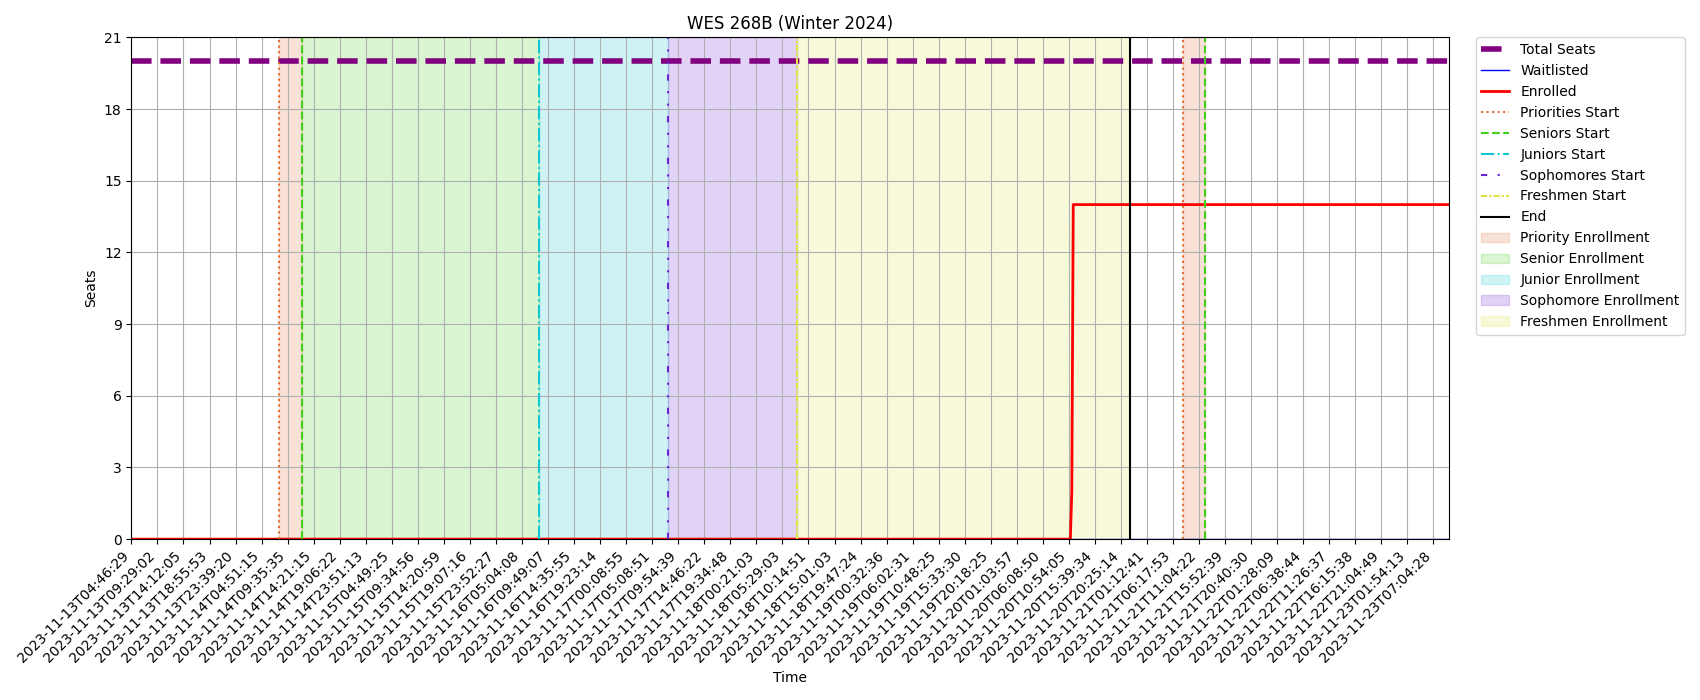 WES 268B (Winter 2024)
21
18
15
12
9
6
3
0
Seats
2023-11-13T04:46:29
2023-11-13T09:29:02
2023-11-13T14:12:05
2023-11-13T18:55:53
2023-11-13T23:39:20
2023-11-14T04:51:15
2023-11-14T09:35:35
2023-11-14T14:21:15
2023-11-14T19:06:22
2023-11-14T23:51:13
2023-11-15T04:49:25
2023-11-15T09:34:56
2023-11-15T14:20:59
2023-11-15T19:07:16
2023-11-15T23:52:27
2023-11-16T05:04:08
2023-11-16T09:49:07
2023-11-16T14:35:55
2023-11-16T19:23:14
2023-11-17T00:08:55
2023-11-17T05:08:51
2023-11-17T09:54:39
2023-11-17T14:46:22
2023-11-17T19:34:48
2023-11-18T00:21:03
2023-11-18T05:29:03
2023-11-18T10:14:51
2023-11-18T15:01:03
2023-11-18T19:47:24
2023-11-19T00:32:36
2023-11-19T06:02:31
2023-11-19T10:48:25
2023-11-19T15:33:30
2023-11-19T20:18:25
2023-11-20T01:03:57
2023-11-20T06:08:50
2023-11-20T10:54:05
2023-11-20T15:39:34
2023-11-20T20:25:14
2023-11-21T01:12:41
2023-11-21T06:17:53
2023-11-21T11:04:22
2023-11-21T15:52:39
2023-11-21T20:40:30
2023-11-22T01:28:09
2023-11-22T06:38:44
2023-11-22T11:26:37
2023-11-22T16:15:38
2023-11-22T21:04:49
2023-11-23T01:54:13
2023-11-23T07:04:28
Time
Total Seats
Waitlisted
Enrolled
Priorities Start
Seniors Start
Juniors Start
Sophomores Start
Freshmen Start
End
Priority Enrollment
Senior Enrollment
Junior Enrollment
Sophomore Enrollment
Freshmen Enrollment